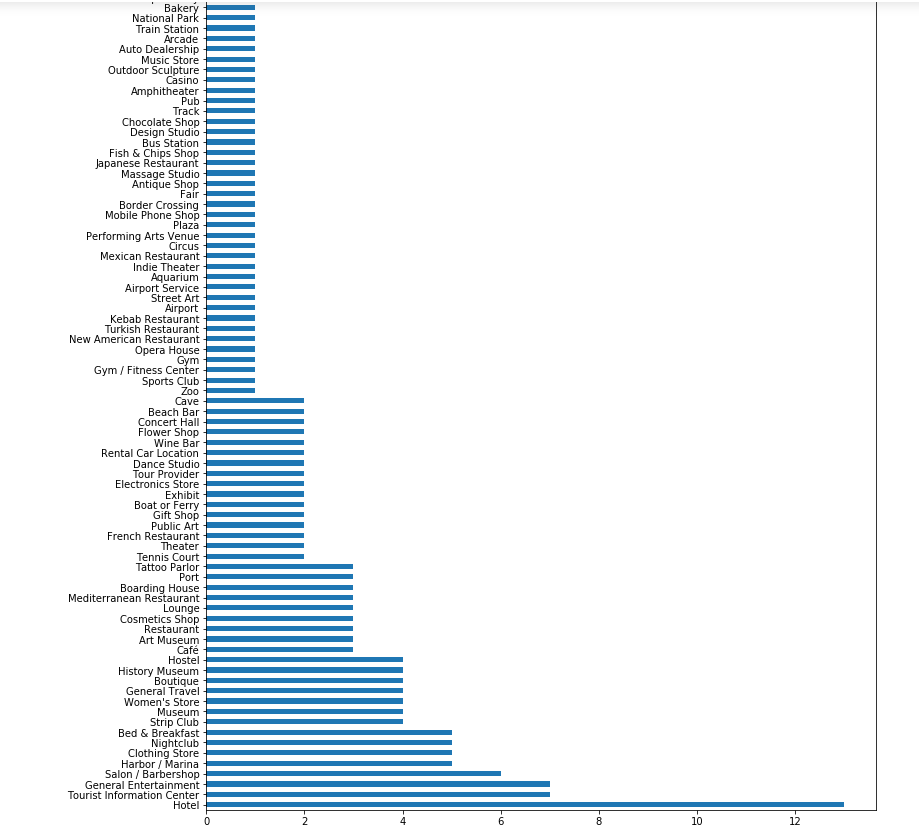 Bakery
National Park
Train Station
Arcade
Auto Dealership
Music Store
Outdoor Sculpture
Casino
Amphitheater
Pub
Track
Chocolate Shop
Design Studio
Bus Station
Fish & Chips Shop
Japanese Restaurant
Massage Studio
Antique Shop
Fair
Border Crossing
Mobile Phone Shop
Plaza
Performing Arts Venue
Circus
Mexican Restaurant
Indie Theater
Aquarium
Airport Service
Street Art
Airport
Kebab Restaurant
Turkish Restaurant
New American Restaurant
Opera House
Gym
Gym / Fitness Center
Sports Club
Zoo
Cave
Beach Bar
Concert Hall
Flower Shop
Wine Bar
Rental Car Location
Dance Studio
Tour Provider
Electronics Store
Exhibit
Boat or Ferry
Gift Shop
Public Art
French Restaurant
Theater
Tennis Court
Tattoo Parlor
Port
Boarding House
Mediterranean Restaurant
Lounge
Cosmetics Shop
Restaurant
Art Museum
Café
Hostel
History Museum
Boutique
General Travel
Women's Store
Museum
Strip Club
Bed & Breakfast
Nightclub
Clothing Store
Harbor / Marina
Salon / Barbershop
General Entertainment
Tourist Information Center
Hotel
0 2 4 6 8 10 12